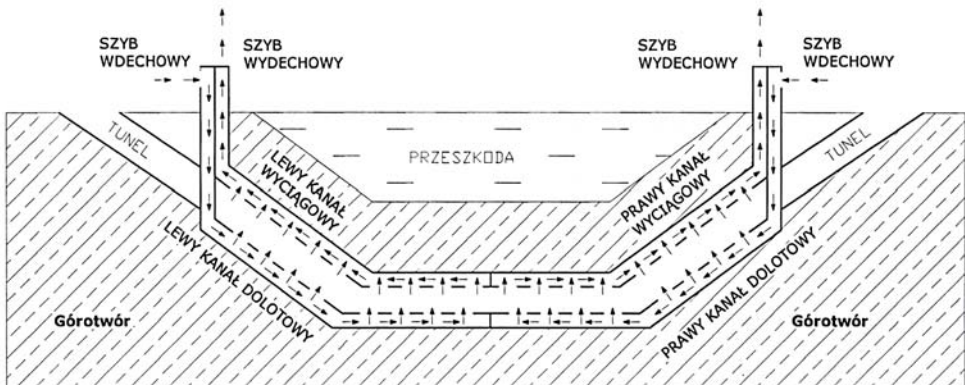 SZYB
WDECHOWY
SZYB
WYDECHOWY
SZYB
WYDECHOWY
SZYB
WDECHOWY
TUNEL
LEWY KANAŁ
WYCIĄGOWY
PRZESZKODA
PRAWY KANAŁ
WYCIĄGOWY
TUNEL
LEWY KANAŁ DOLOTOWY
PRAWY KANAŁ DOLOTOWY
Górotwór
Górotwór